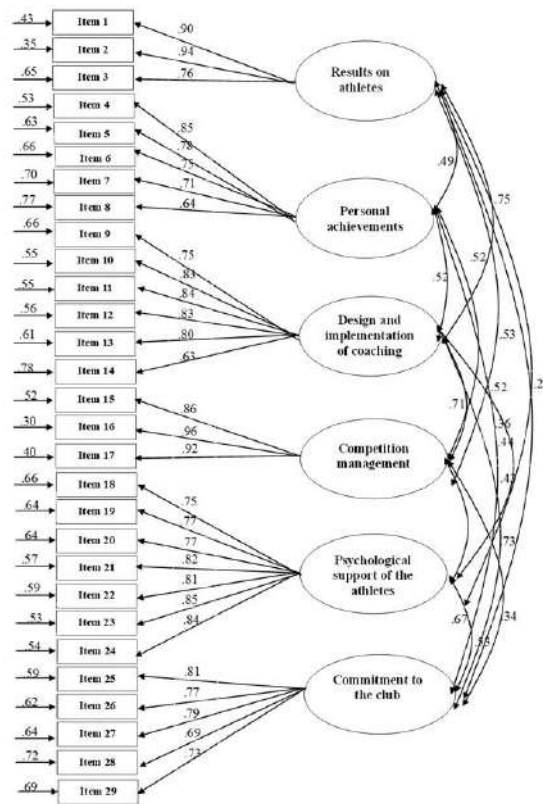 .43 Item 1
.35 Item 2
.65 Item 3
.53 Item 4
.63 Item 5
.66 Item 6
.70 Item 7
.77 Item 8
.66 Item 9
.55 Item 10
.55 Item 11
.56 Item 12
.61 Item 13
.78 Item 14
.52 Item 15
.30 Item 16
.40 Item 17
.66 Item 18
.64 Item 19
.64 Item 20
.57 Item 21
.59 Item 22
.53 Item 23
.54 Item 24
.59 Item 25
.62 Item 26
.64 Item 27
.72 Item 28
.69 Item 29
.90
.94
.76
.85
.78
.75
.71
.64
.75
.83
.84
.83
.80
.63
.86
.96
.92
.75
.77
.77
.82
.81
.85
.84
.81
.77
.79
.69
.73
Results on
athletes
Personal
achievements
Design and
implementation
of coaching
Competition
management
Psychological
support of the
athletes
Commitment to
the club
.49
.75
.52
.52
.53
.52
.2
.71
.36
.44
.73
.34
.67
.53